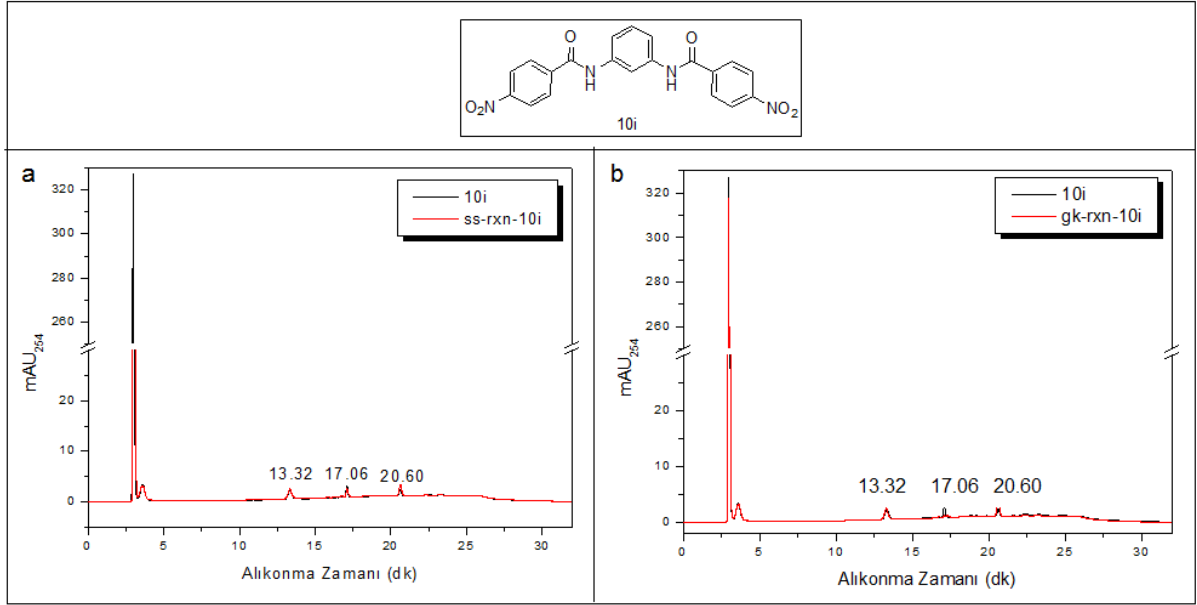 O
O
N
H
N
H
O₂N
NO₂
10i
a
10i
ss-rxn-10i
320
300
280
260
20
10
0
mAU254
13.32 17.06 20.60
0 5 10 15 20 25 30
Alıkonma Zamanı (dk)
b
10i
gk-rxn-10i
320
300
280
260
20
10
0
mAU254
13.32 17.06 20.60
0 5 10 15 20 25 30
Alıkonma Zamanı (dk)